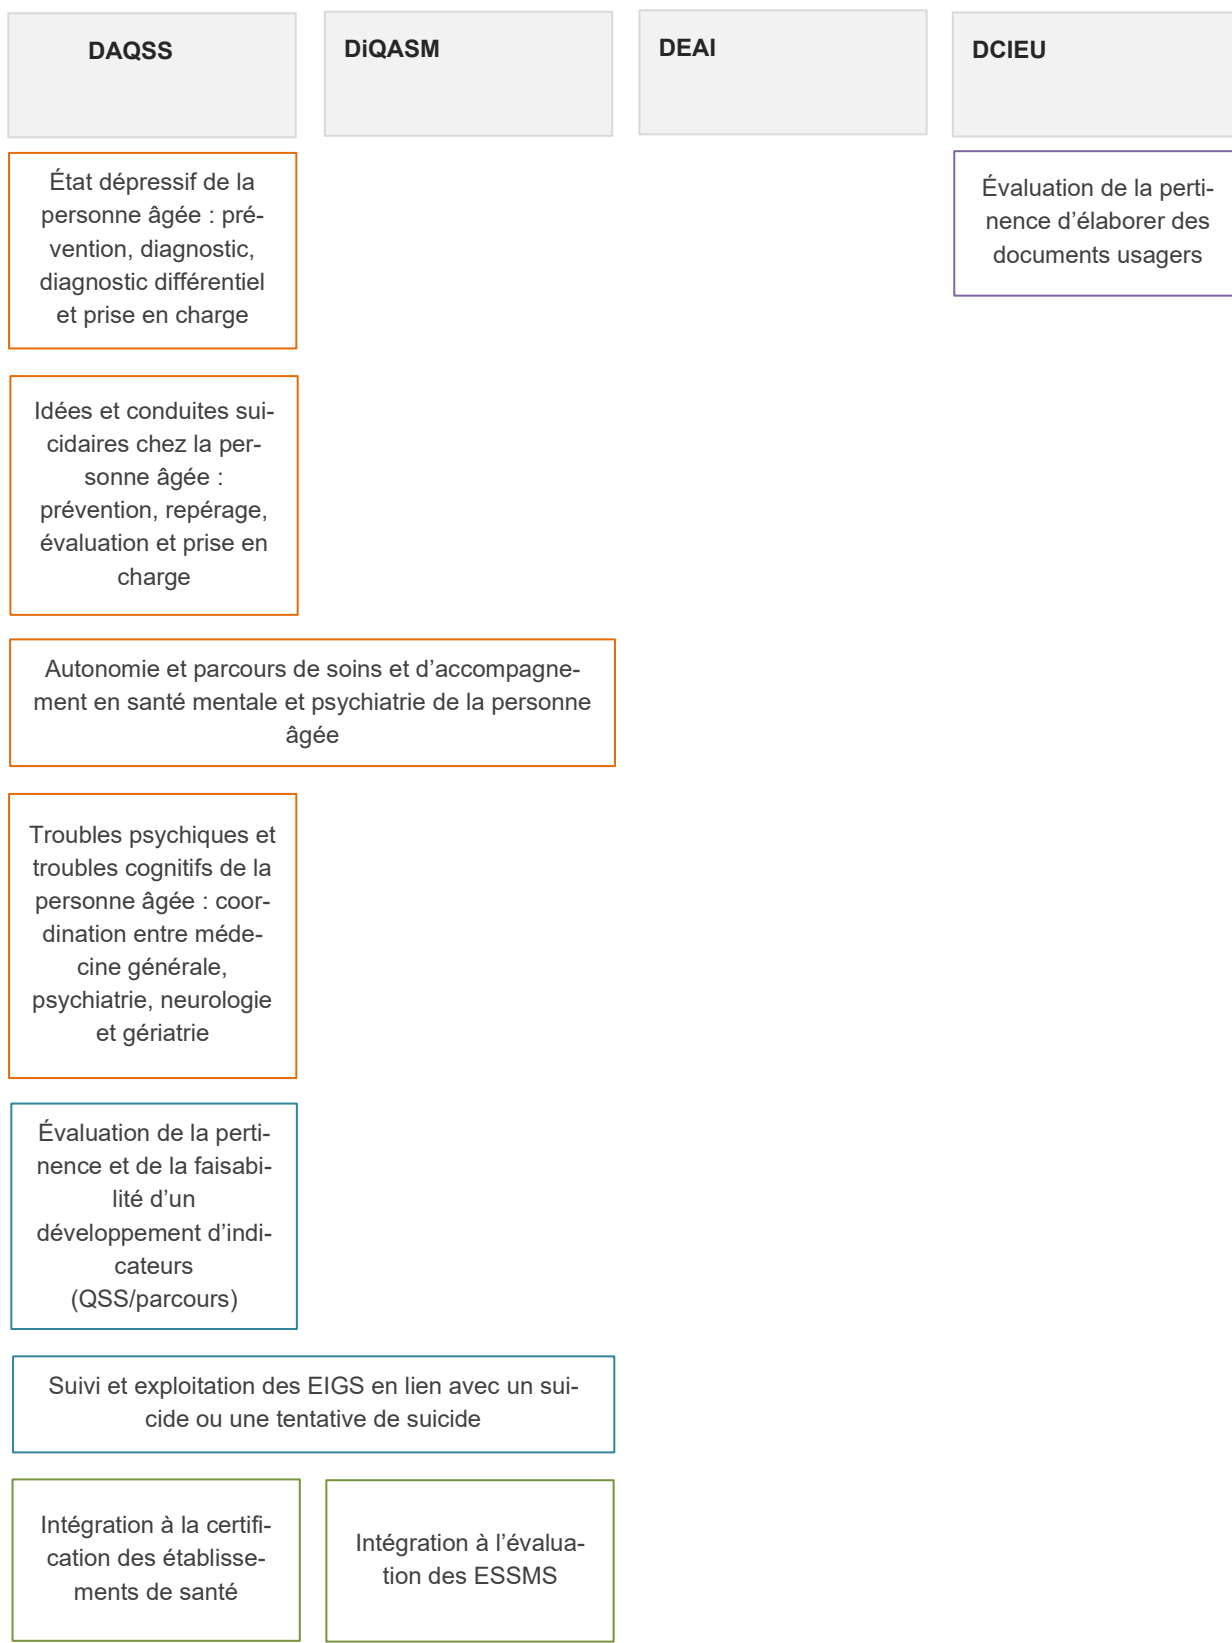 DAQSS
DiQASM
DEAI
DCIEU
État dépressif de la
personne âgée : pré-
vention, diagnostic,
diagnostic différentiel
et prise en charge
Évaluation de la perti-
nence d’élaborer des
documents usagers
Idées et conduites sui-
cidaires chez la per-
sonne âgée :
prévention, repérage,
évaluation et prise en
charge
Autonomie et parcours de soins et d’accompagne-
ment en santé mentale et psychiatrie de la personne
âgée
Troubles psychiques et
troubles cognitifs de la
personne âgée : coor-
dination entre méde-
cine générale,
psychiatrie, neurologie
et gériatrie
Évaluation de la perti-
nence et de la faisabi-
lité d’un
développement d’indi-
cateurs
(QSS/parcours)
Suivi et exploitation des EIGS en lien avec un sui-
cide ou une tentative de suicide
Intégration à la certifi-
cation des établisse-
ments de santé
Intégration à l’évalua-
tion des ESSMS